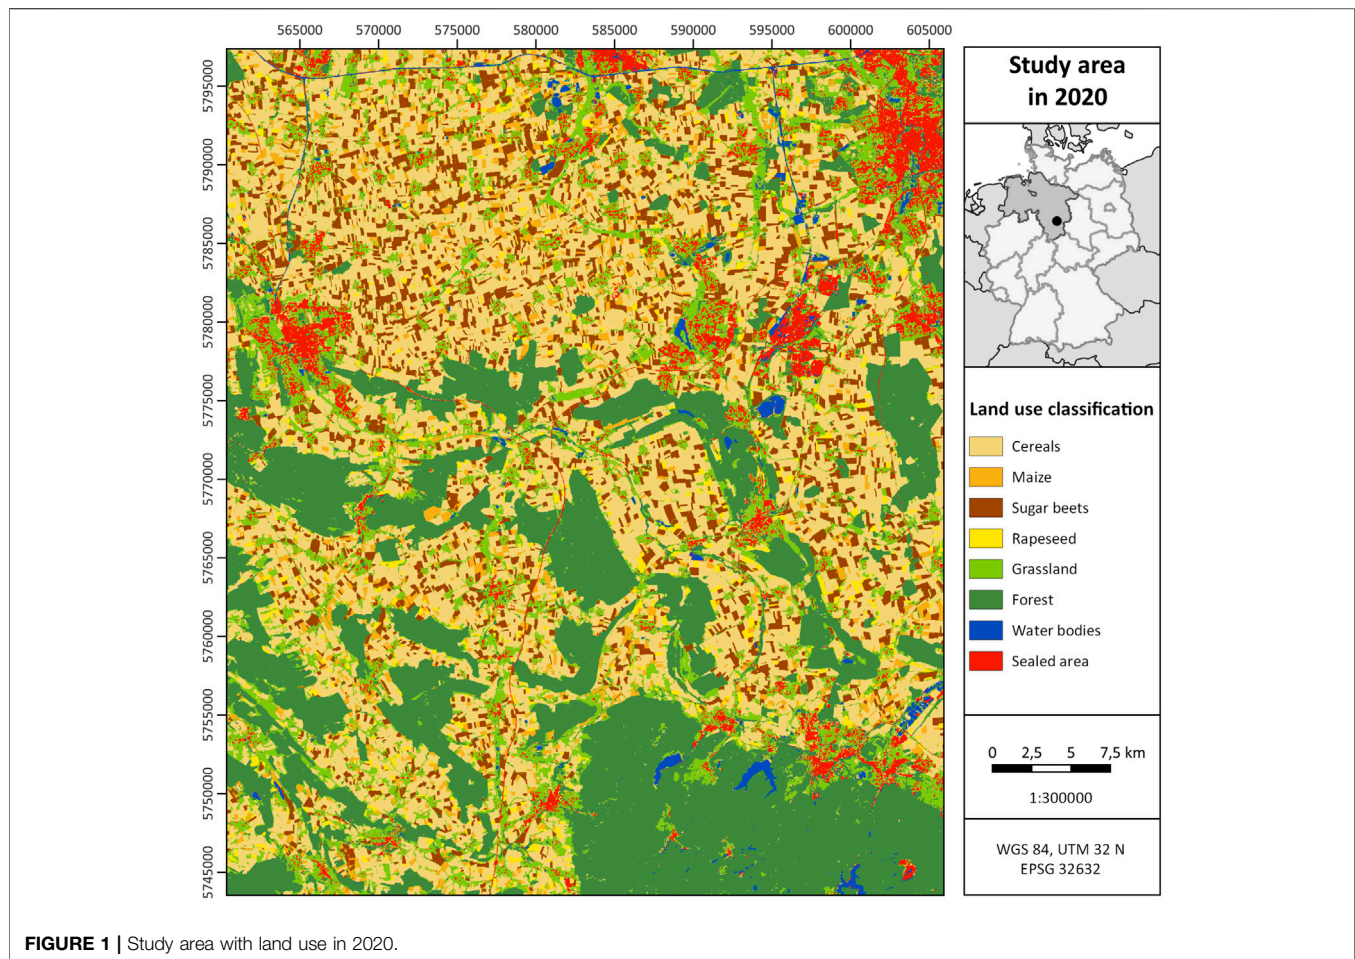 565000 570000 575000 580000 585000 590000 595000 600000 605000
5795000
5790000
5785000
5780000
5775000
5770000
5765000
5760000
5755000
5750000
5745000
Study area
in 2020
Land use classification
Cereals
Maize
Sugar beets
Rapeseed
Grassland
Forest
Water bodies
Sealed area
0 2,5 5 7,5 km
1:300000
WGS 84, UTM 32 N
EPSG 32632
FIGURE 1 | Study area with land use in 2020.